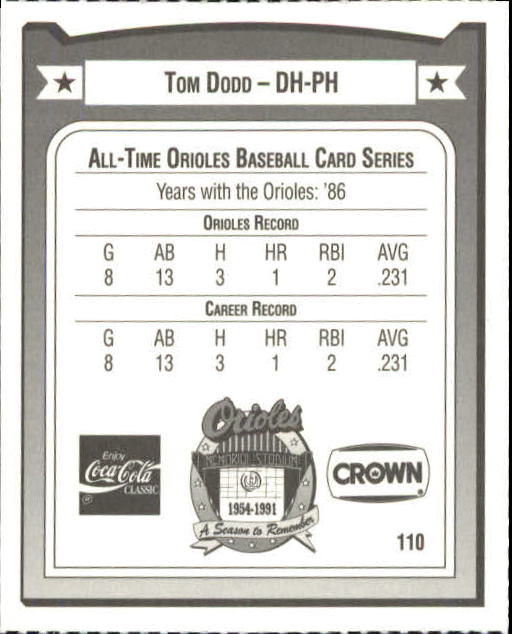 TOM DODD – DH-PH
ALL-TIME ORIOLES BASEBALL CARD SERIES
Years with the Orioles: '86
ORIOLES RECORD
G AB H HR RBI AVG
8 13 3 1 2 .231
CAREER RECORD
G AB H HR RBI AVG
8 13 3 1 2 .231
Orioles
MEMORIAL STADIUM
1954-1991
A Season to Remember
Enjoy
Coca-Cola
CLASSIC
CROWN
110